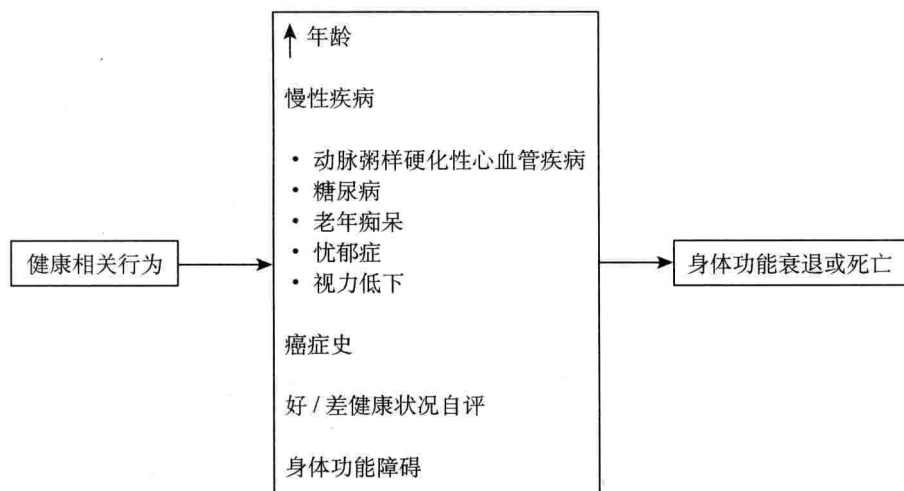 ↑ 年龄
慢性疾病
• 动脉粥样硬化性心血管疾病
• 糖尿病
• 老年痴呆
• 忧郁症
• 视力低下
癌症史
好 / 差健康状况自评
身体功能障碍
健康相关行为
身体功能衰退或死亡